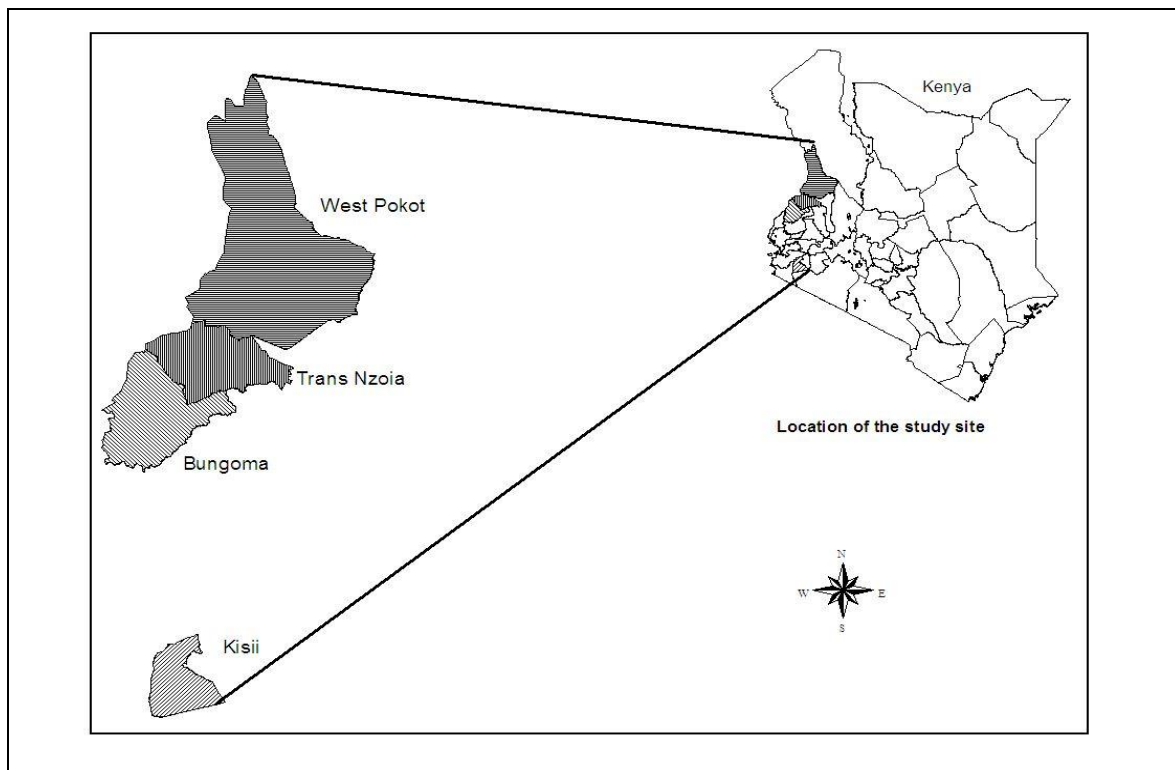 Kenya
West Pokot
Trans Nzoia
Location of the study site
Bungoma
N
W E
S
Kisii